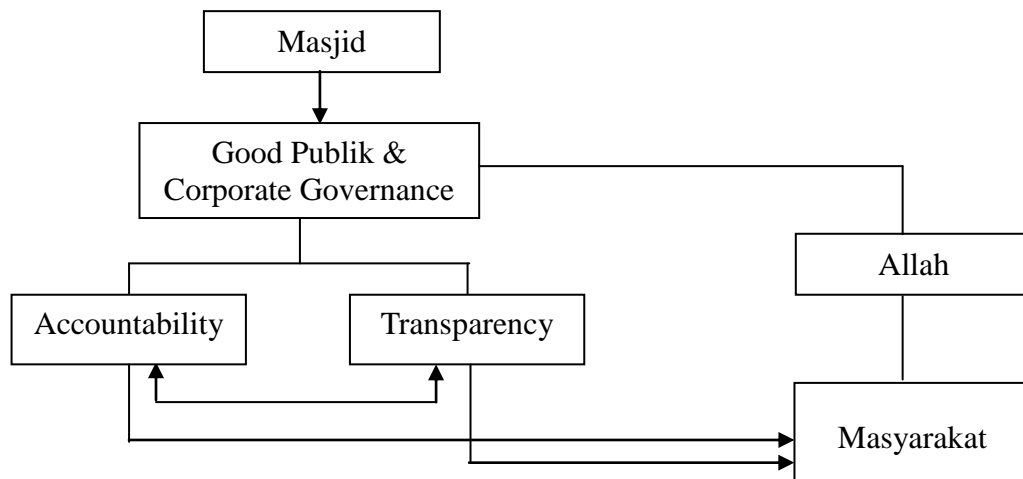 Masjid
Good Publik &
Corporate Governance
Allah
Accountability
Transparency
Masyarakat